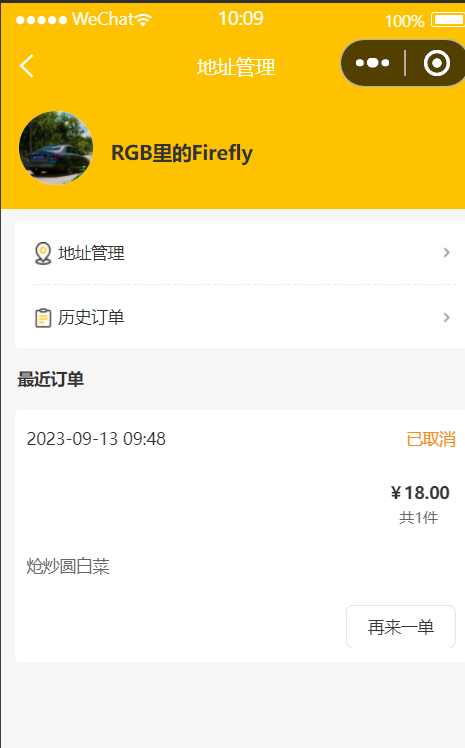 WeChat 10:09 100%
地址管理
RGB里的Firefly
地址管理
历史订单
最近订单
2023-09-13 09:48 已取消
￥18.00
共1件
炝炒圆白菜
再来一单